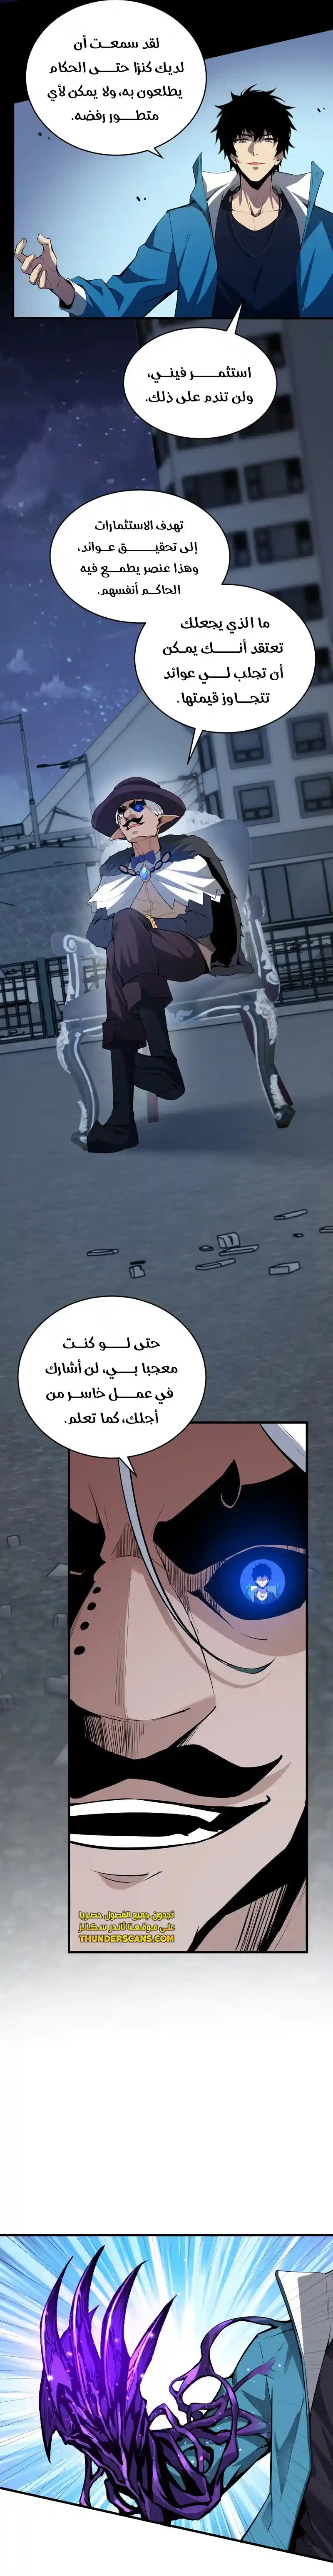 لقد سمعت أن
لديك كنزا حتى الحكام
يطلعون به، ولا يمكن لأي
متطور رفضه.
استثمر فيني،
ولن تندم على ذلك.
تهدف الاستثمارات
إلى تحقيق عوائد،
وهذا عنصر يطمع فيه
الحاكم أنفسهم.
ما الذي يجعلك
تعتقد أنك يمكن
أن تجلب لي عوائد
تتجاوز قيمتها.
حتى لو كنت
معجبا بي، لن أشارك
في عمل خاسر من
أجلك، كما تعلم.
تجدون جميع الفصول حصريا
على موقعنا ثاندر سكانز
THUNDERSCANS.COM